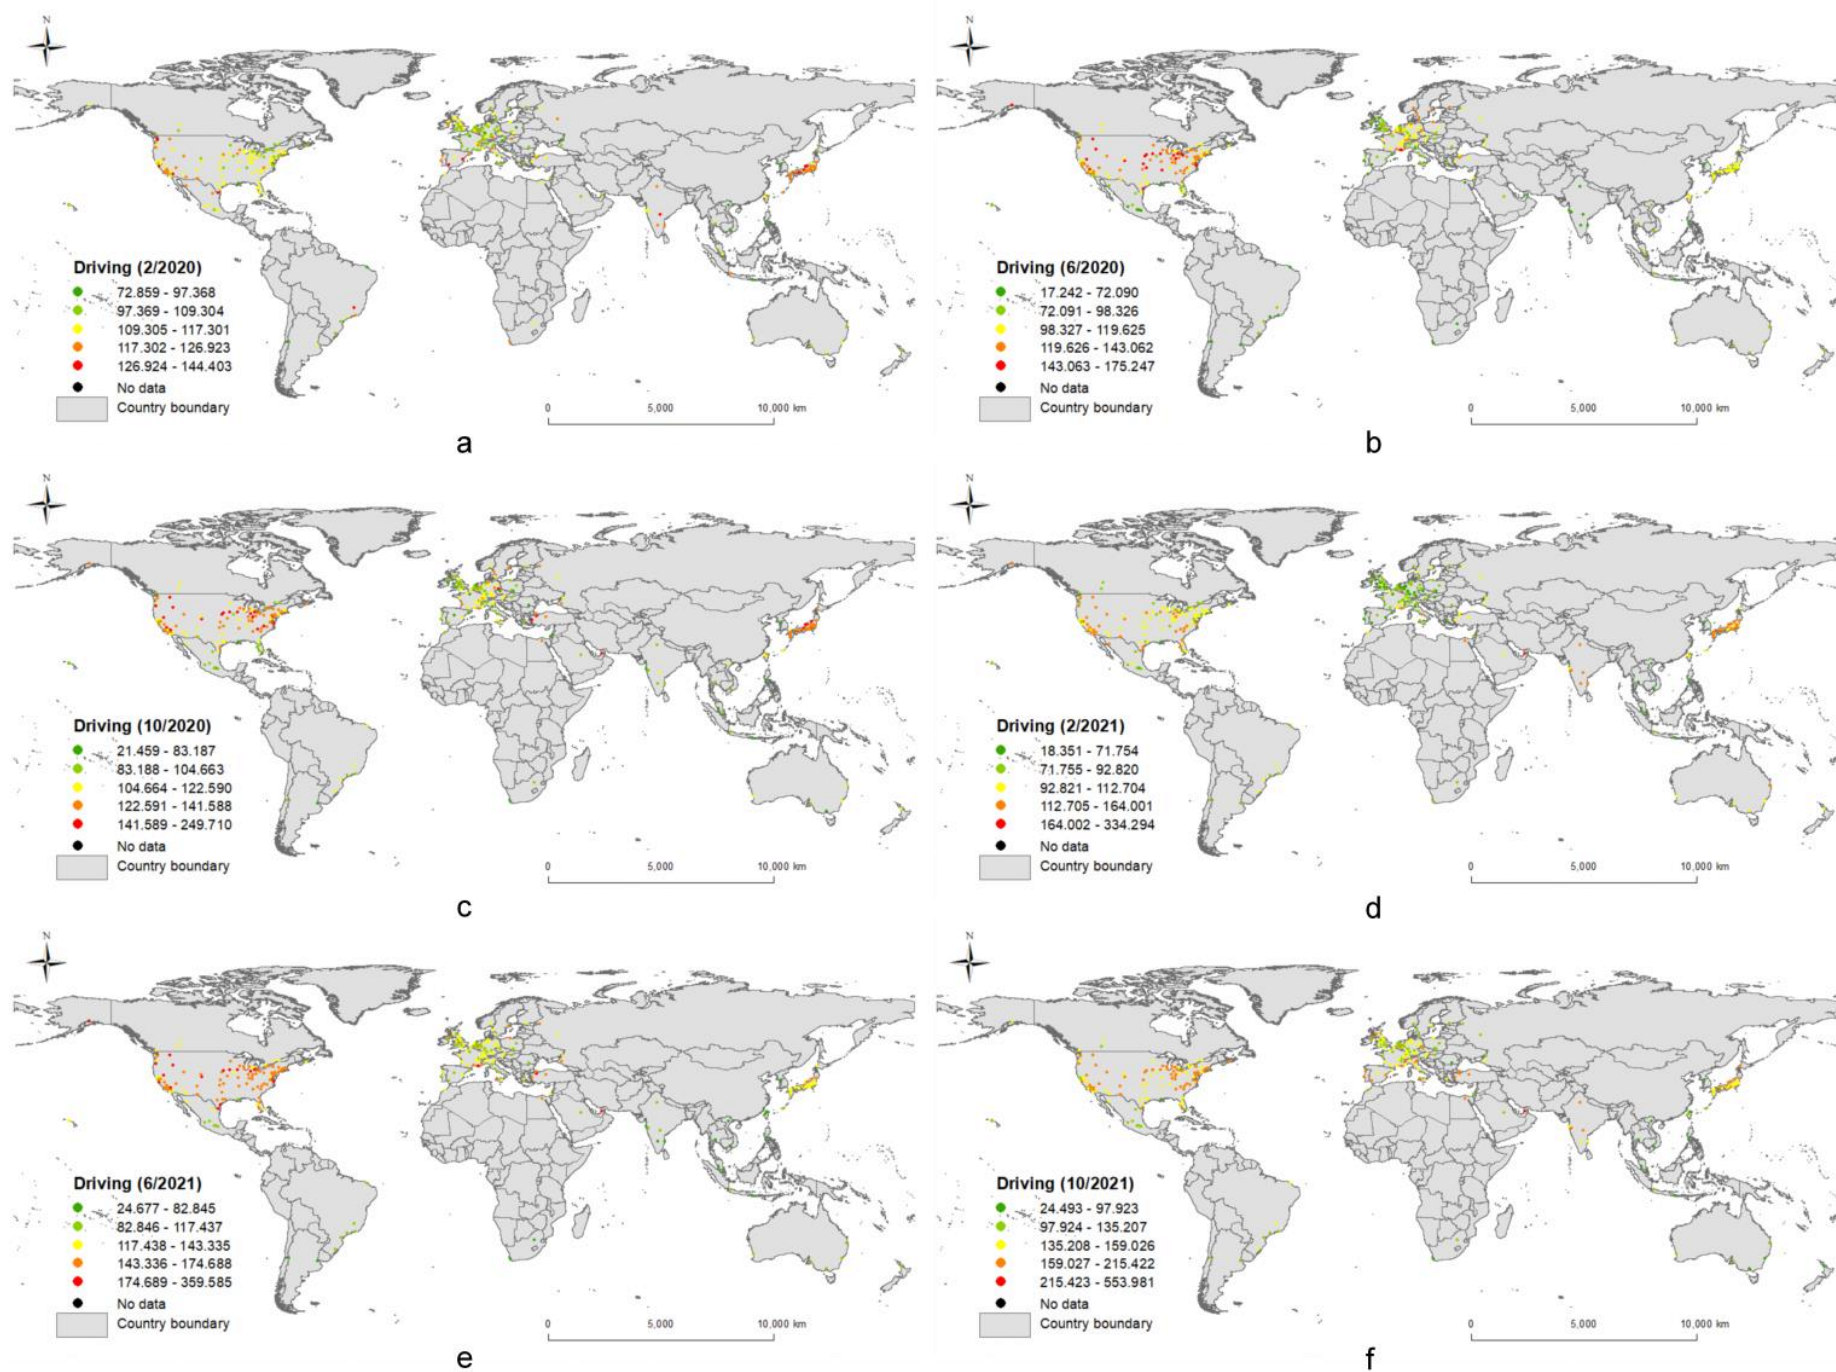 N
Driving (2/2020)
72.859 - 97.368
97.369 - 109.304
109.305 - 117.301
117.302 - 126.923
126.924 - 144.403
No data
Country boundary
0 5,000 10,000 km
a
N
Driving (6/2020)
17.242 - 72.090
72.091 - 98.326
98.327 - 119.625
119.626 - 143.062
143.063 - 175.247
No data
Country boundary
0 5,000 10,000 km
b
N
Driving (10/2020)
21.459 - 83.187
83.188 - 104.663
104.664 - 122.590
122.591 - 141.588
141.589 - 249.710
No data
Country boundary
0 5,000 10,000 km
c
N
Driving (2/2021)
18.351 - 71.754
71.755 - 92.820
92.821 - 112.704
112.705 - 164.001
164.002 - 334.294
No data
Country boundary
0 5,000 10,000 km
d
N
Driving (6/2021)
24.677 - 82.845
82.846 - 117.437
117.438 - 143.335
143.336 - 174.688
174.689 - 359.585
No data
Country boundary
0 5,000 10,000 km
e
N
Driving (10/2021)
24.493 - 97.923
97.924 - 135.207
135.208 - 159.026
159.027 - 215.422
215.423 - 553.981
No data
Country boundary
0 5,000 10,000 km
f